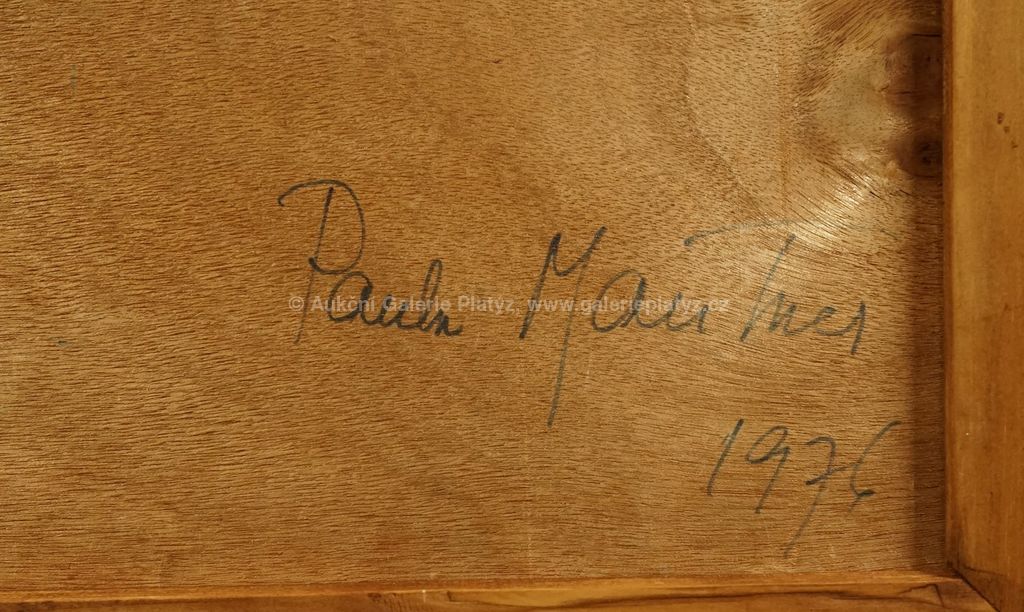 Paula Mautner
© Aukční Galerie Platýz, www.galerieplatyz.cz
1976